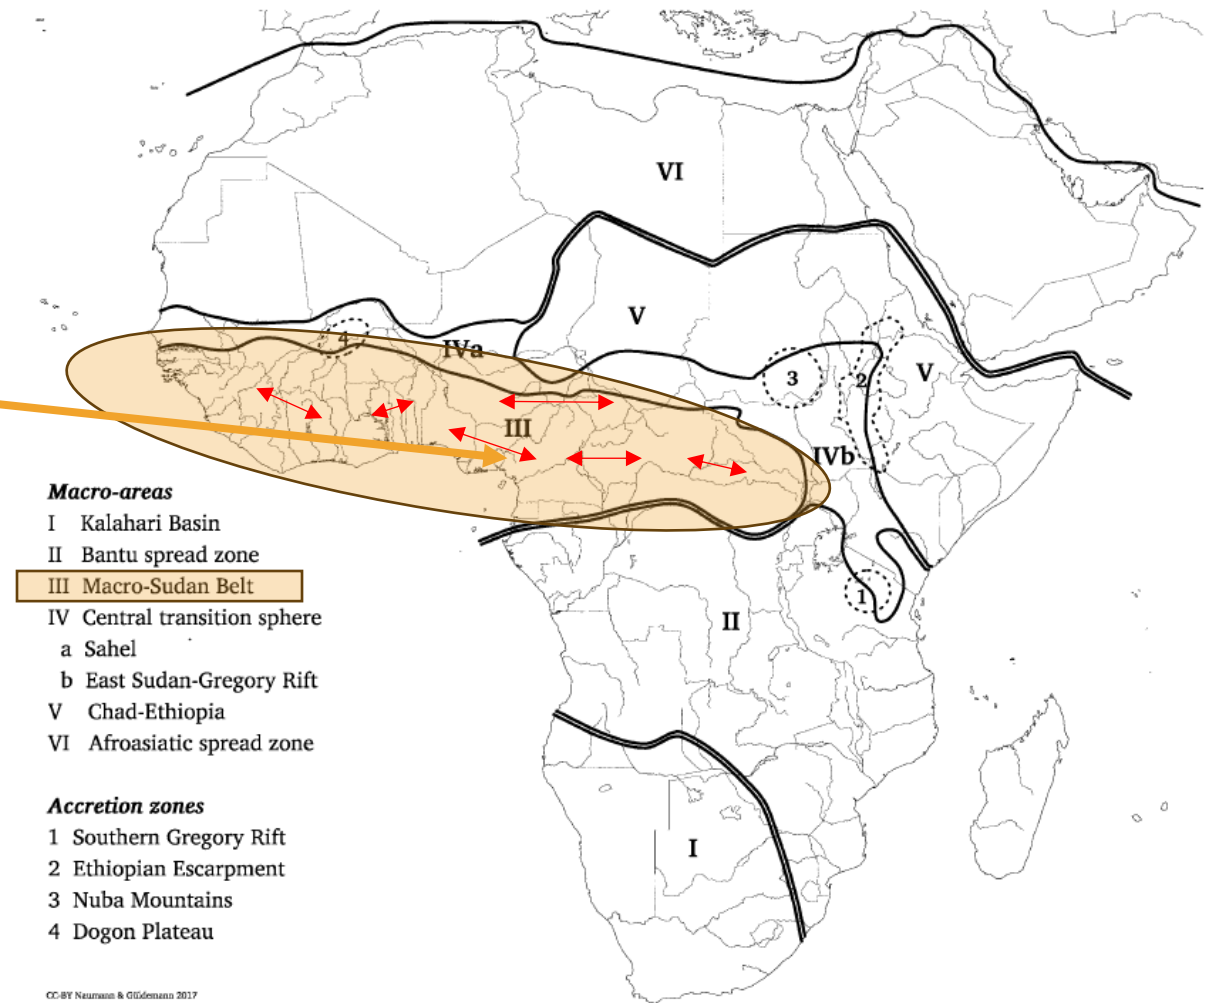 VI
V
4
IVa
3
2
V
III
IVb
Macro-areas
I Kalahari Basin
II Bantu spread zone
III Macro-Sudan Belt
IV Central transition sphere
a Sahel
b East Sudan-Gregory Rift
V Chad-Ethiopia
VI Afroasiatic spread zone
1
II
Accretion zones
1 Southern Gregory Rift
2 Ethiopian Escarpment
3 Nuba Mountains
4 Dogon Plateau
I
CC-BY Naumann & Güldemann 2017